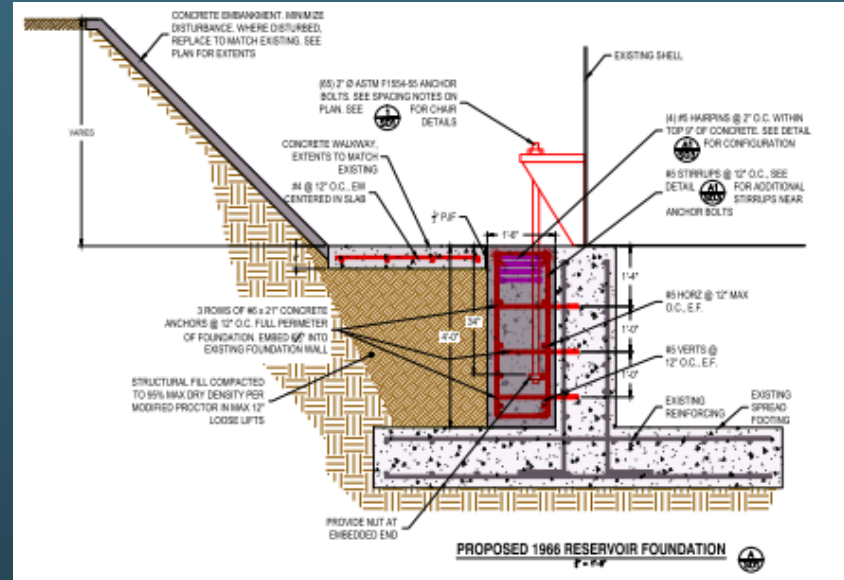 CONCRETE EMBANKMENT. MINIMIZE
DISTURBANCE. WHERE DISTURBED,
REPLACE TO MATCH EXISTING. SEE
PLAN FOR EXTENTS
EXISTING SHELL
(65) 2" Ø ASTM F1554-55 ANCHOR
BOLTS. SEE SPACING NOTES ON
PLAN. SEE FOR CHAIR
DETAILS
(4) #5 HAIRPINS @ 2" O.C. WITHIN
TOP 9" OF CONCRETE. SEE DETAIL
FOR CONFIGURATION
VARIES
CONCRETE WALKWAY,
EXTENTS TO MATCH
EXISTING
#5 STIRRUPS @ 12" O.C., SEE
DETAIL FOR ADDITIONAL
STIRRUPS NEAR
ANCHOR BOLTS
#4 @ 12" O.C., EW
CENTERED IN SLAB
PJF
1'-6"
1'-4"
3 ROWS OF #6 x 21" CONCRETE
ANCHORS @ 12" O.C. FULL PERIMETER
OF FOUNDATION. EMBED INTO
EXISTING FOUNDATION WALL
4'-0"
34"
#5 HORZ @ 12" MAX
O.C., E.F.
1'-0"
#5 VERTS @
12" O.C., E.F.
1'-0"
STRUCTURAL FILL COMPACTED
TO 95% MAX DRY DENSITY PER
MODIFIED PROCTOR IN MAX 12"
LOOSE LIFTS
EXISTING
REINFORCING
EXISTING
SPREAD
FOOTING
PROVIDE NUT AT
EMBEDDED END
PROPOSED 1966 RESERVOIR FOUNDATION
A